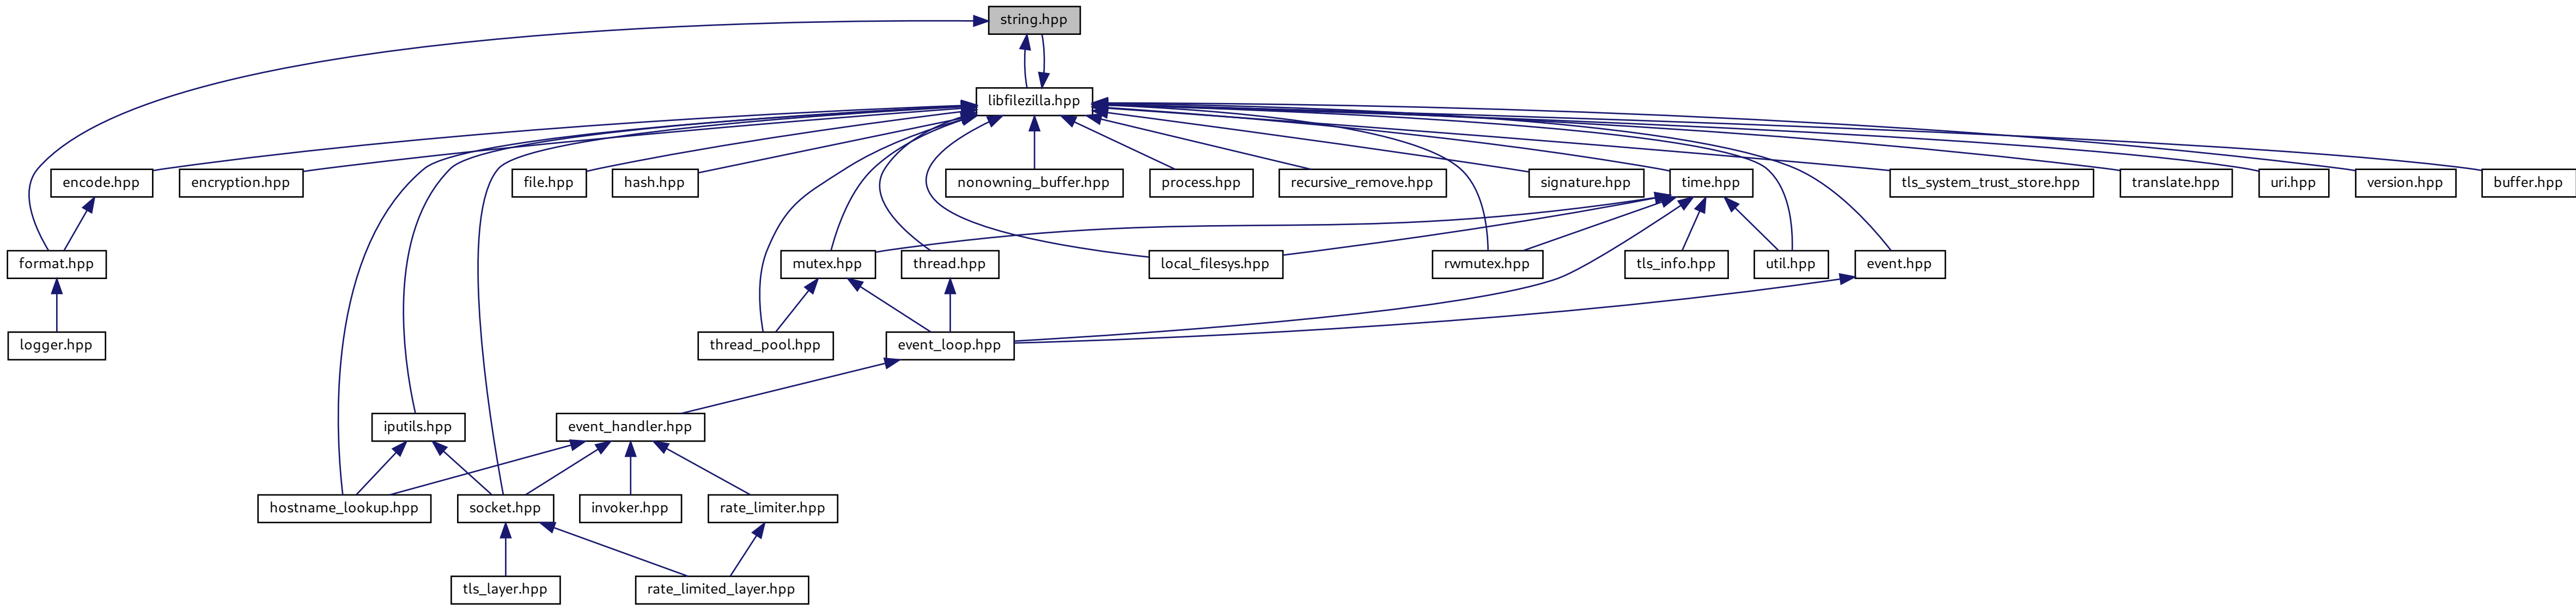 string.hpp
libfilezilla.hpp
encode.hpp
encryption.hpp
file.hpp
hash.hpp
nonowning_buffer.hpp
process.hpp
recursive_remove.hpp
signature.hpp
time.hpp
tls_system_trust_store.hpp
translate.hpp
uri.hpp
version.hpp
buffer.hpp
format.hpp
mutex.hpp
thread.hpp
local_filesys.hpp
rwmutex.hpp
tls_info.hpp
util.hpp
event.hpp
logger.hpp
thread_pool.hpp
event_loop.hpp
iputils.hpp
event_handler.hpp
hostname_lookup.hpp
socket.hpp
invoker.hpp
rate_limiter.hpp
tls_layer.hpp
rate_limited_layer.hpp